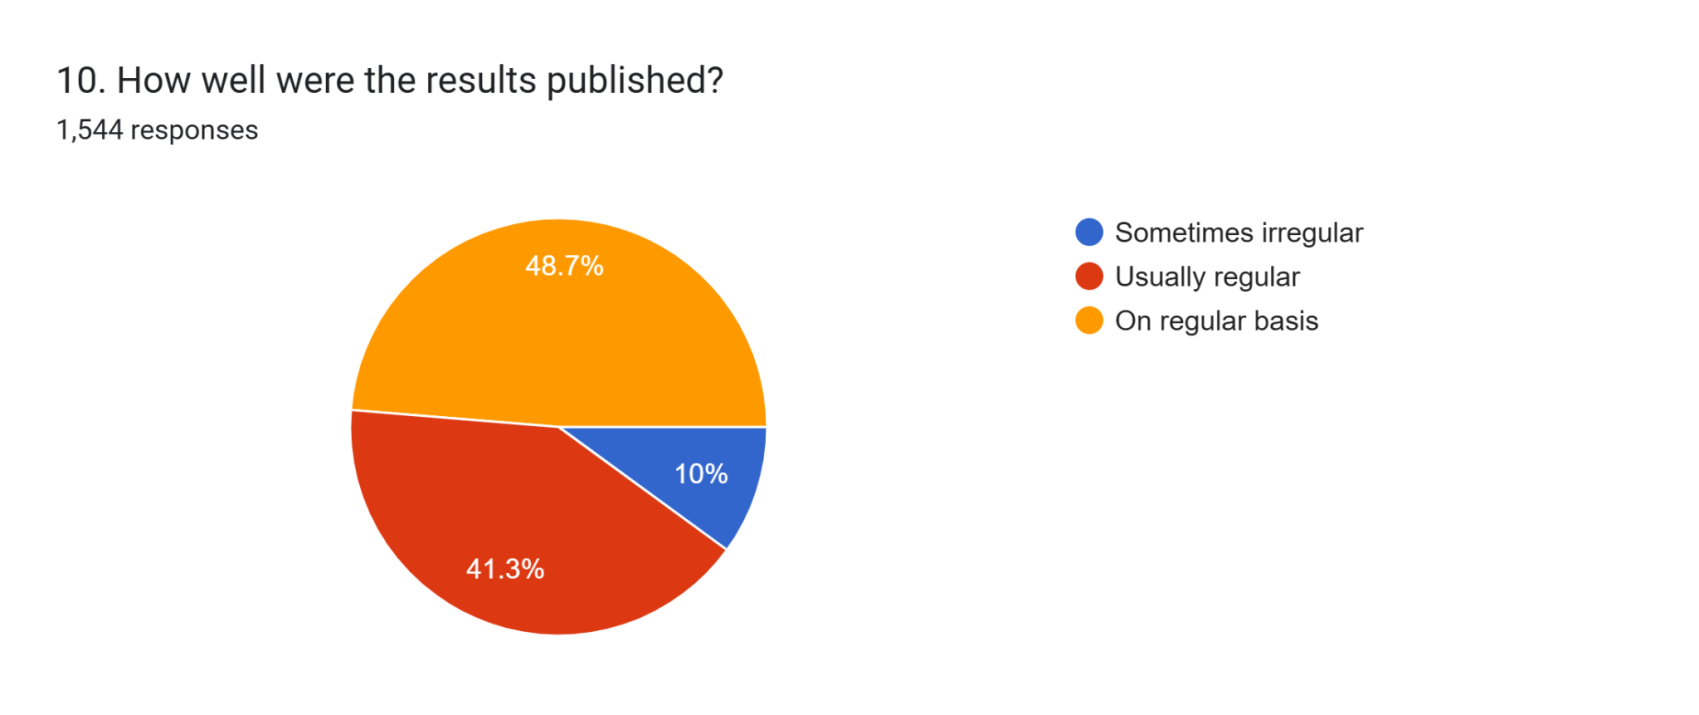 10. How well were the results published?
1,544 responses
48.7%
10%
41.3%
Sometimes irregular
Usually regular
On regular basis